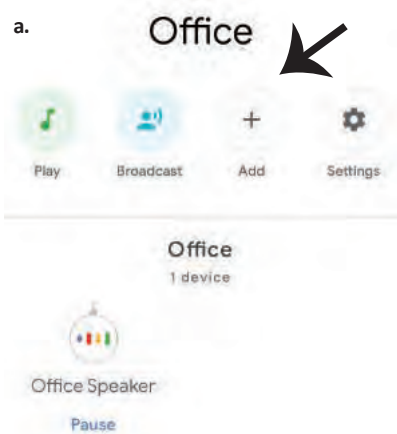 a.
Office
Play Broadcast Add Settings
Office
1 device
Office Speaker
Pause